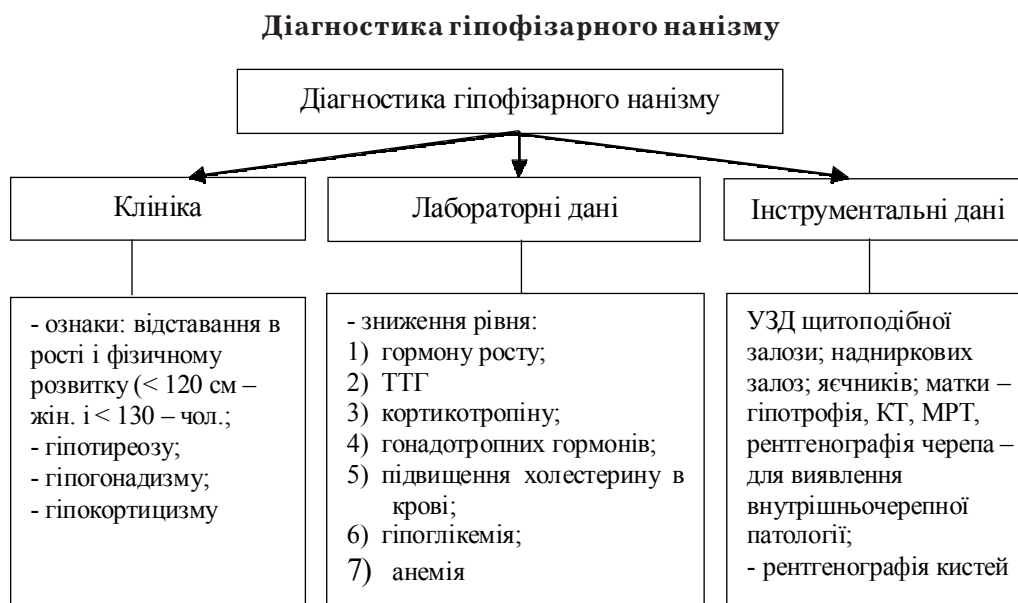 Діагностика гіпофізарного нанізму
Діагностика гіпофізарного нанізму
Клініка
Лабораторні дані
Інструментальні дані
- ознаки: відставання в
рості і фізичному
розвитку (< 120 см –
жін. і < 130 – чол.;
- гіпотиреозу;
- гіпогонадизму;
- гіпокортицизму
- зниження рівня:
1) гормону росту;
2) ТТГ
3) кортикотропіну;
4) гонадотропних гормонів;
5) підвищення холестерину в
крові;
6) гіпоглікемія;
7) анемія
УЗД щитоподібної
залози; надниркових
залоз; яєчників; матки –
гіпотрофія, КТ, МРТ,
рентгенографія черепа –
для виявлення
внутрішньочерепної
патології;
- рентгенографія кистей